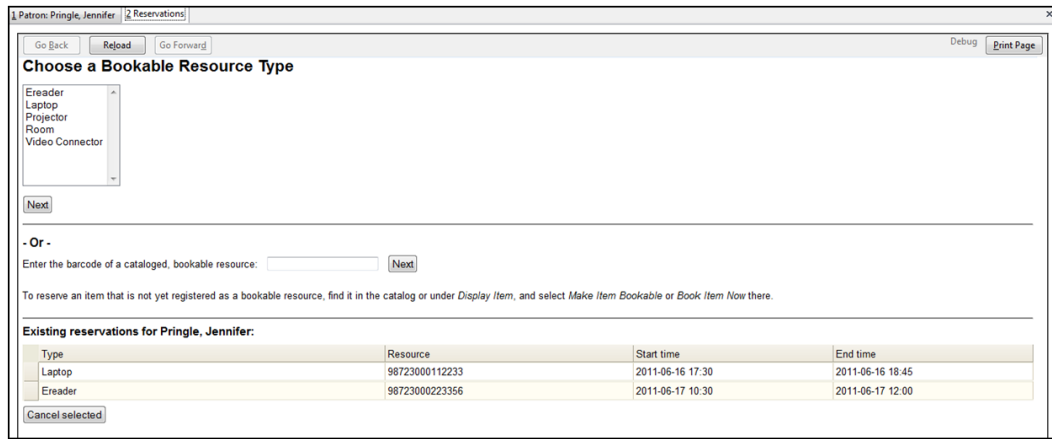 1 Patron: Pringle, Jennifer 2 Reservations x
Go Back Reload Go Forward Debug Print Page
Choose a Bookable Resource Type
Ereader
Laptop
Projector
Room
Video Connector
Next
- Or -
Enter the barcode of a cataloged, bookable resource: Next
To reserve an item that is not yet registered as a bookable resource, find it in the catalog or under Display Item, and select Make Item Bookable or Book Item Now there.
Existing reservations for Pringle, Jennifer:
Type Resource Start time End time
Laptop 98723000112233 2011-06-16 17:30 2011-06-16 18:45
Ereader 98723000223356 2011-06-17 10:30 2011-06-17 12:00
Cancel selected